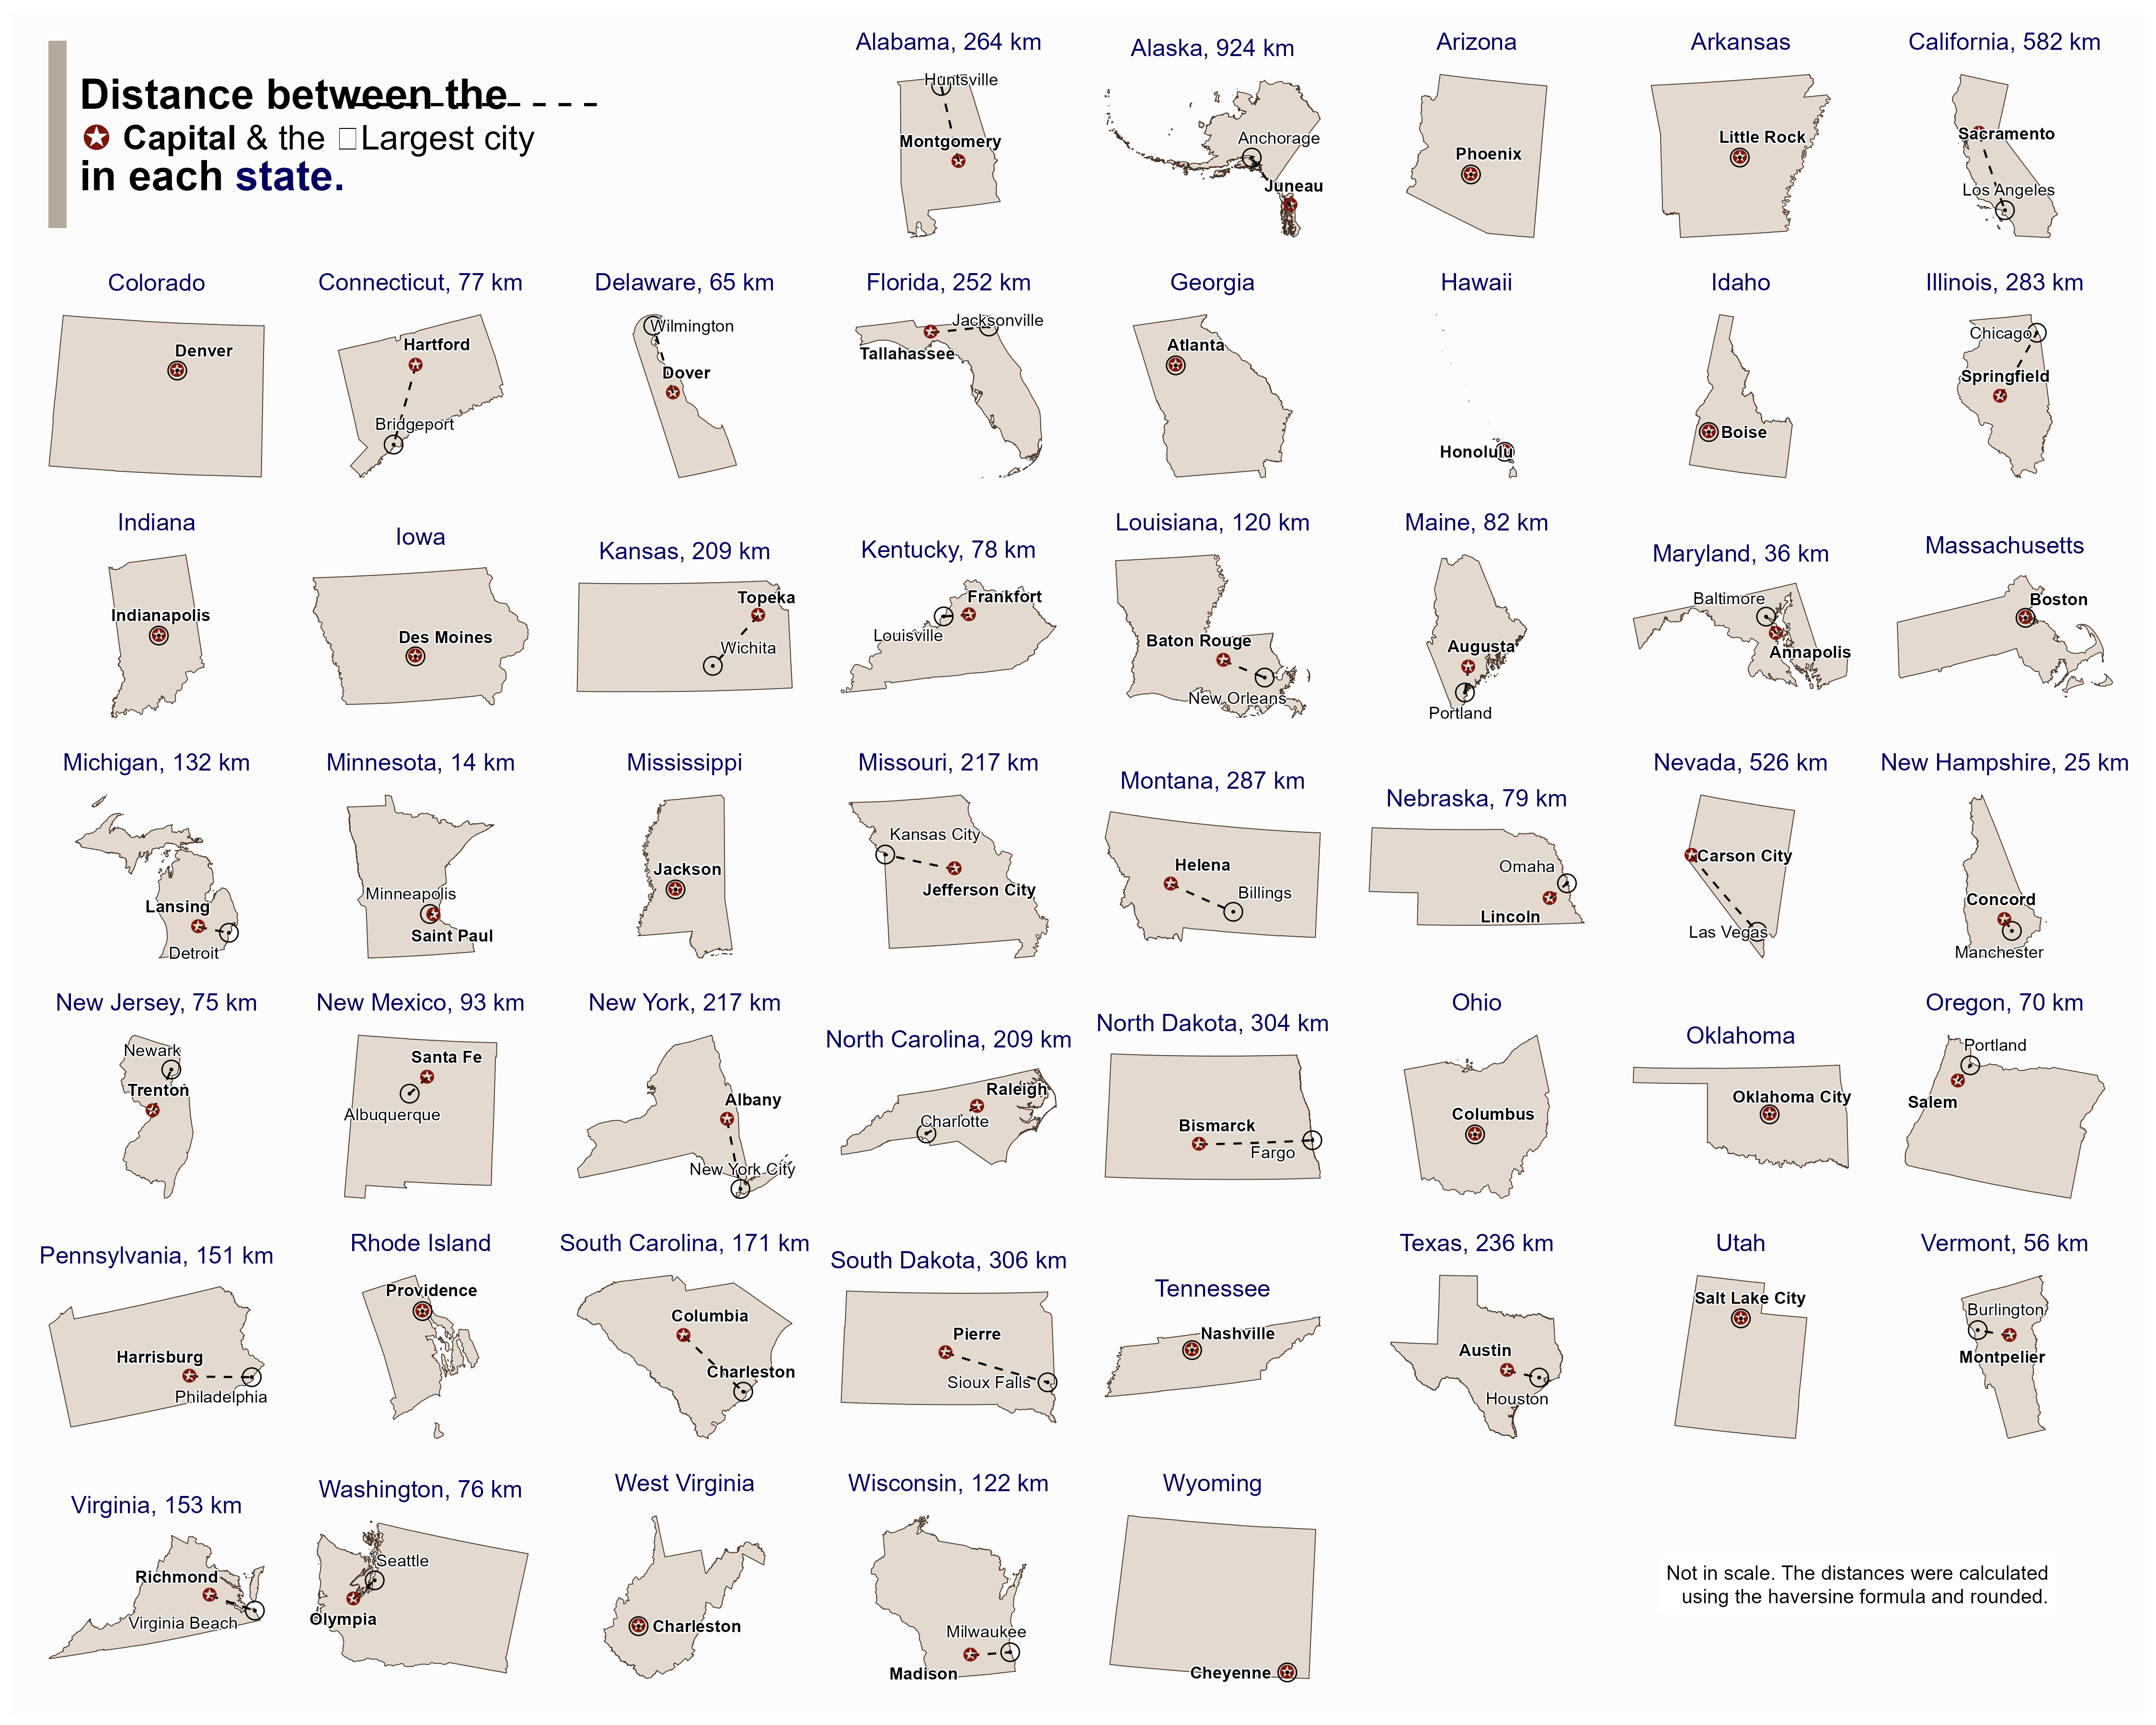 Distance between the
Capital & the □Largest city
in each state.
Alabama, 264 km
Huntsville
Montgomery
Alaska, 924 km
Anchorage
Juneau
Arizona
Phoenix
Arkansas
Little Rock
California, 582 km
Sacramento
Los Angeles
Colorado
Denver
Connecticut, 77 km
Hartford
Bridgeport
Delaware, 65 km
Wilmington
Dover
Florida, 252 km
Jacksonville
Tallahassee
Georgia
Atlanta
Hawaii
Honolulu
Idaho
Boise
Illinois, 283 km
Chicago
Springfield
Indiana
Indianapolis
Iowa
Des Moines
Kansas, 209 km
Topeka
Wichita
Kentucky, 78 km
Frankfort
Louisville
Louisiana, 120 km
Baton Rouge
New Orleans
Maine, 82 km
Augusta
Portland
Maryland, 36 km
Baltimore
Annapolis
Massachusetts
Boston
Michigan, 132 km
Lansing
Detroit
Minnesota, 14 km
Minneapolis
Saint Paul
Mississippi
Jackson
Missouri, 217 km
Kansas City
Jefferson City
Montana, 287 km
Helena
Billings
Nebraska, 79 km
Omaha
Lincoln
Nevada, 526 km
Carson City
Las Vegas
New Hampshire, 25 km
Concord
Manchester
New Jersey, 75 km
Newark
Trenton
New Mexico, 93 km
Santa Fe
Albuquerque
New York, 217 km
Albany
New York City
North Carolina, 209 km
Raleigh
Charlotte
North Dakota, 304 km
Bismarck
Fargo
Ohio
Columbus
Oklahoma
Oklahoma City
Oregon, 70 km
Portland
Salem
Pennsylvania, 151 km
Harrisburg
Philadelphia
Rhode Island
Providence
South Carolina, 171 km
Columbia
Charleston
South Dakota, 306 km
Pierre
Sioux Falls
Tennessee
Nashville
Texas, 236 km
Austin
Houston
Utah
Salt Lake City
Vermont, 56 km
Burlington
Montpelier
Virginia, 153 km
Richmond
Virginia Beach
Washington, 76 km
Seattle
Olympia
West Virginia
Charleston
Wisconsin, 122 km
Milwaukee
Madison
Wyoming
Cheyenne
Not in scale. The distances were calculated
using the haversine formula and rounded.